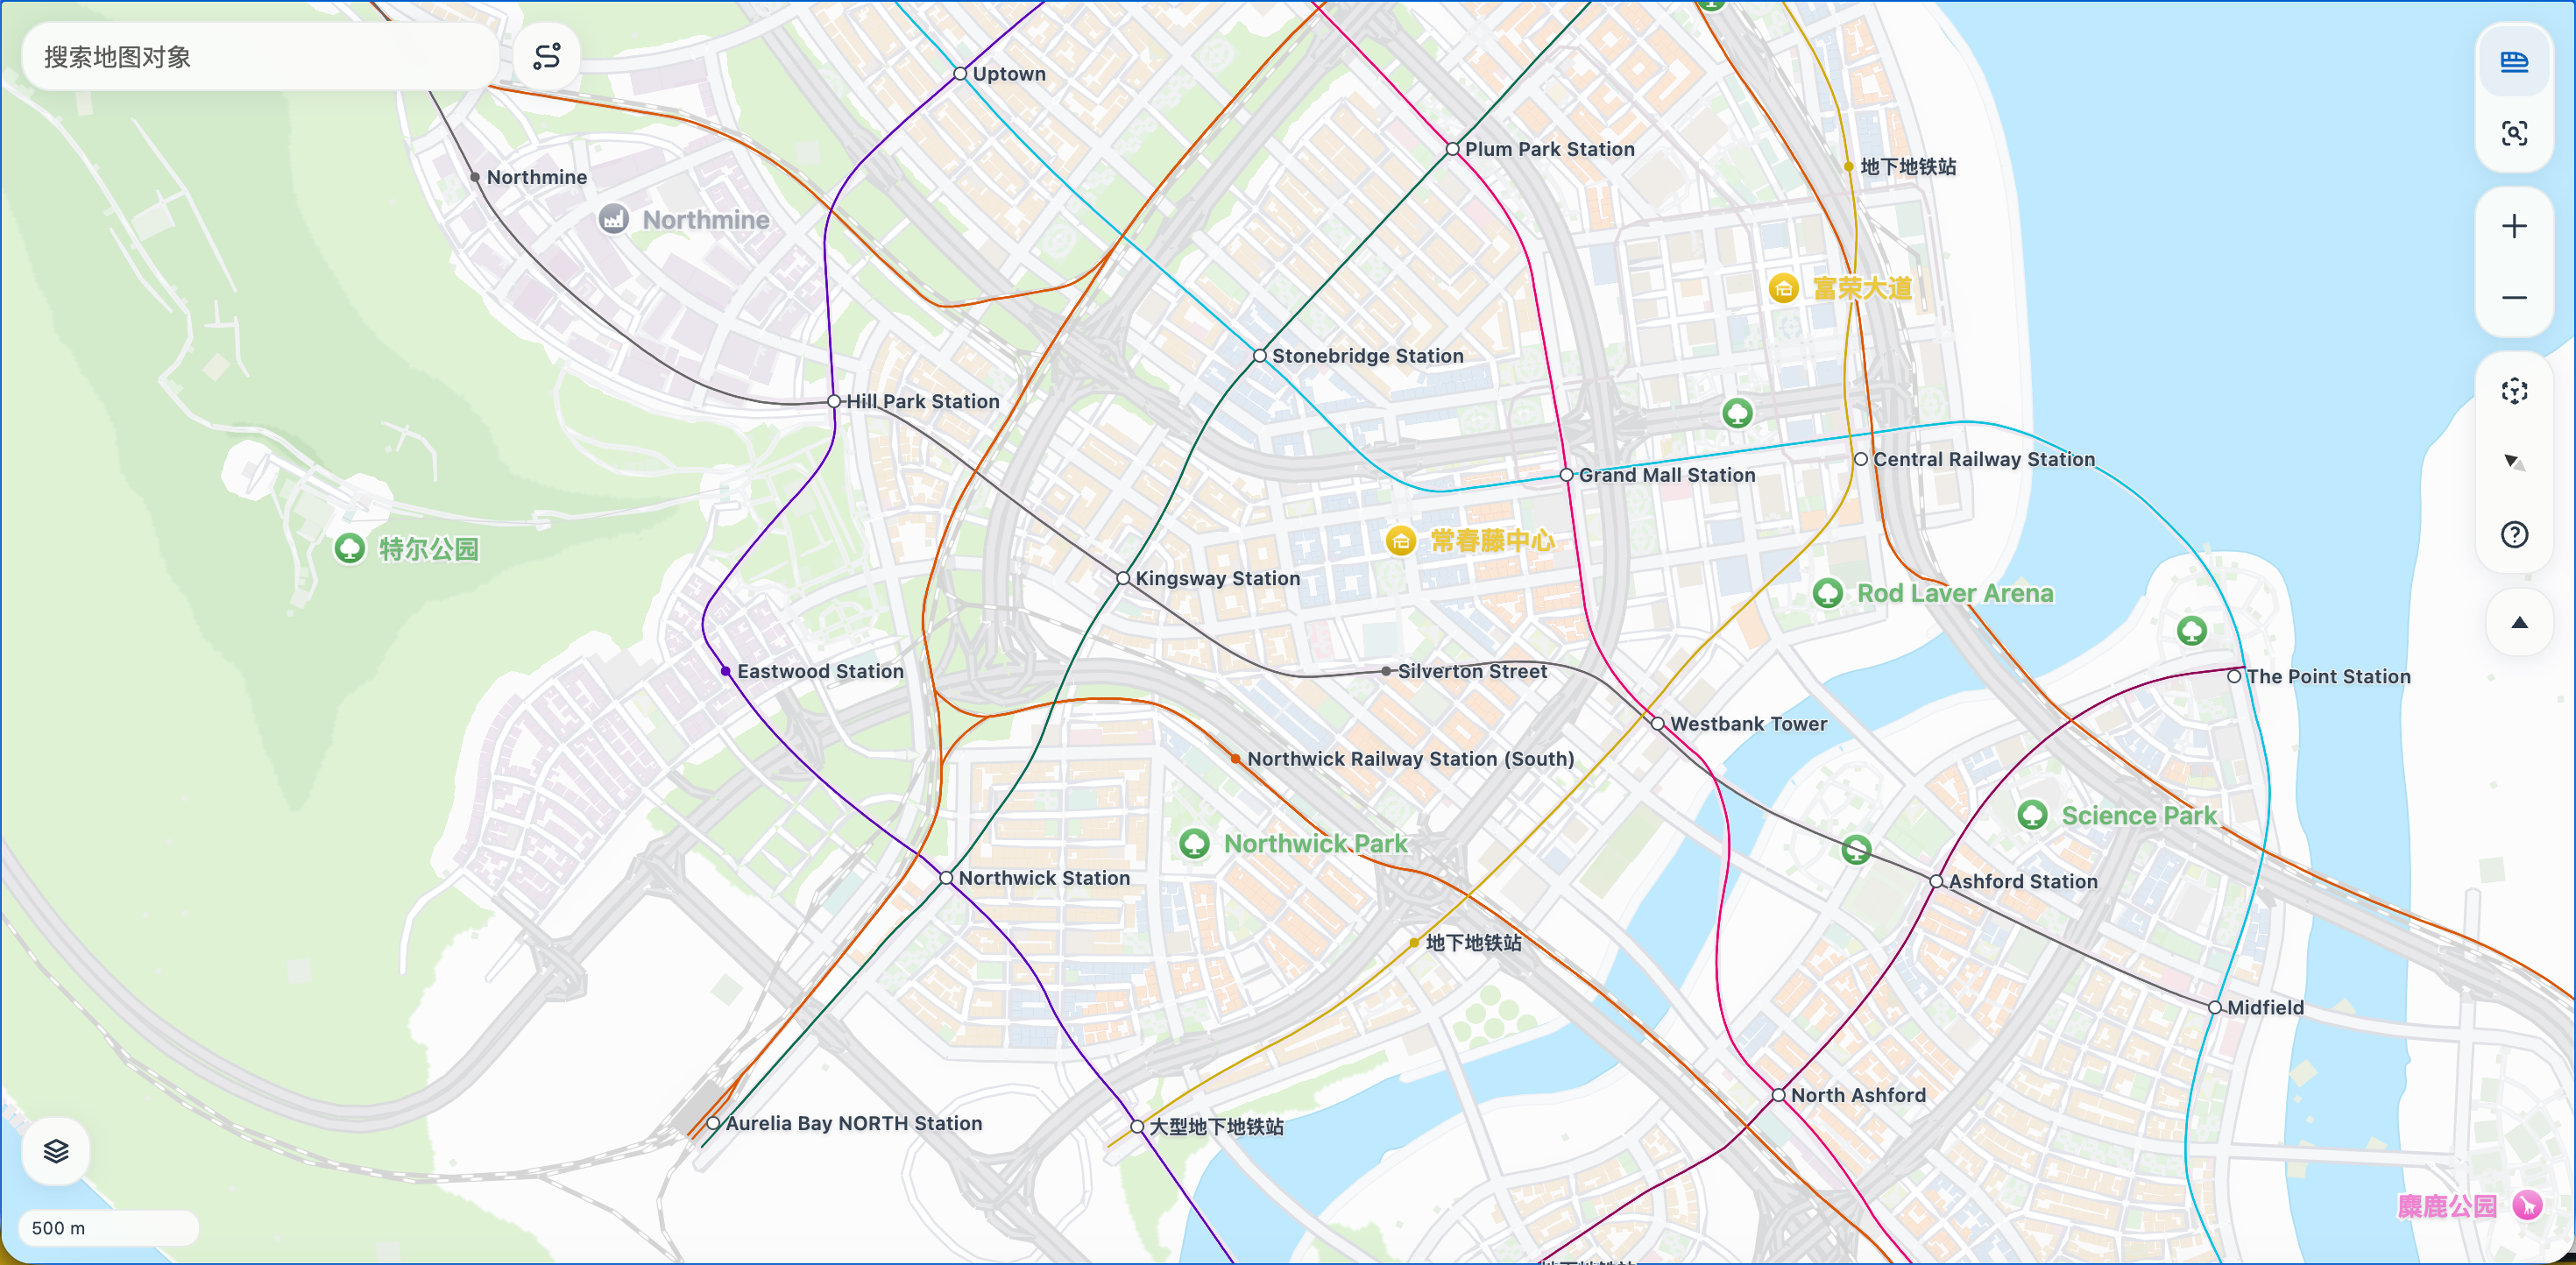 搜索地图对象
Uptown
Plum Park Station
地下地铁站
Northmine
Northmine
富荣大道
Stonebridge Station
Hill Park Station
Central Railway Station
Grand Mall Station
特尔公园
常春藤中心
Kingsway Station
Rod Laver Arena
Eastwood Station
Silverton Street
The Point Station
Westbank Tower
Northwick Railway Station (South)
Science Park
Northwick Park
Northwick Station
Ashford Station
地下地铁站
Midfield
North Ashford
Aurelia Bay NORTH Station
大型地下地铁站
麋鹿公园
500 m